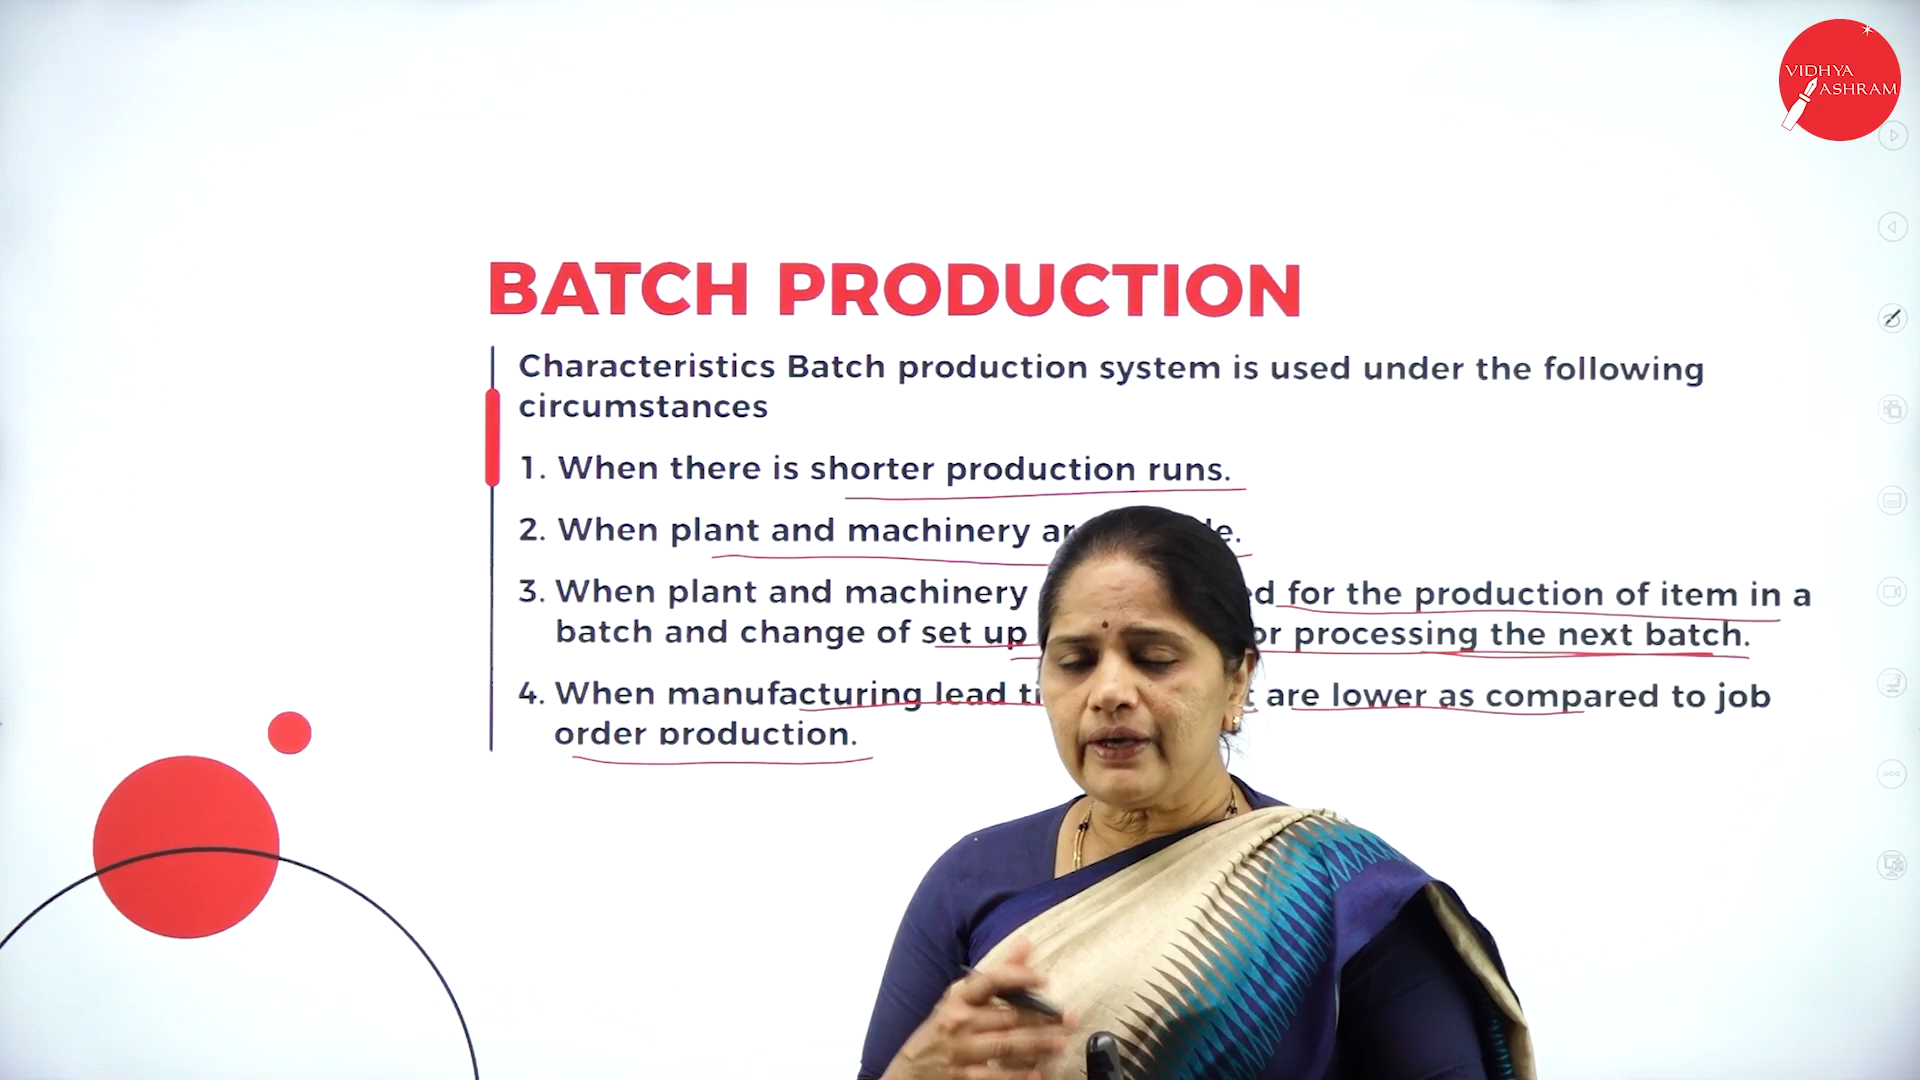 VIDHYA
ASHRAM
BATCH PRODUCTION
Characteristics Batch production system is used under the following
circumstances
1. When there is shorter production runs.
2. When plant and machinery
3. When plant and machinery for the production of item in a
batch and change of set up processing the next batch.
4. When manufacturing lead are lower as compared to job
order production.